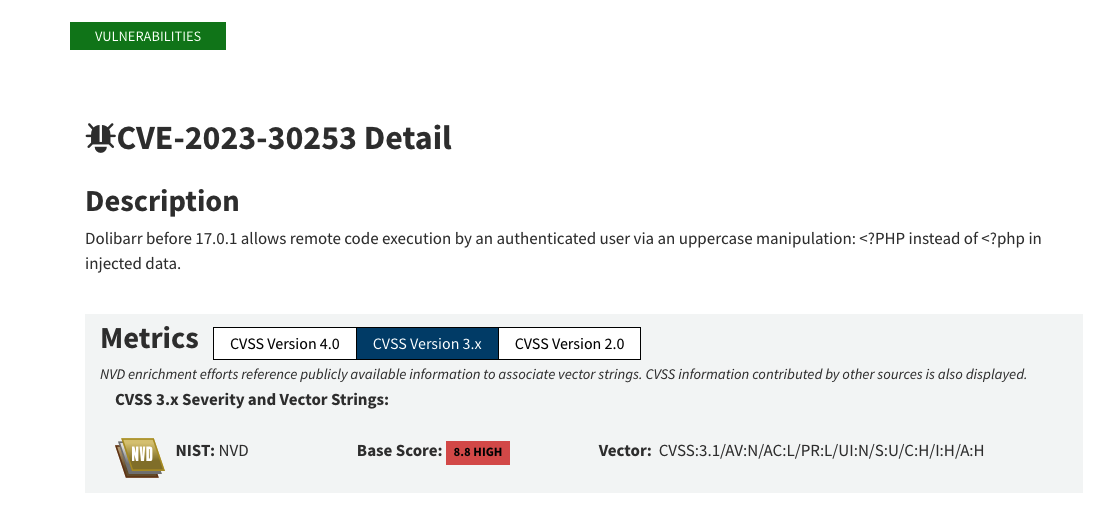 VULNERABILITIES
CVE-2023-30253 Detail
Description
Dolibarr before 17.0.1 allows remote code execution by an authenticated user via an uppercase manipulation: <?PHP instead of <?php in
injected data.
Metrics CVSS Version 4.0 CVSS Version 3.x CVSS Version 2.0
NVD enrichment efforts reference publicly available information to associate vector strings. CVSS information contributed by other sources is also displayed.
CVSS 3.x Severity and Vector Strings:
NVD NIST: NVD Base Score: 8.8 HIGH Vector: CVSS:3.1/AV:N/AC:L/PR:L/UI:N/S:U/C:H/I:H/A:H